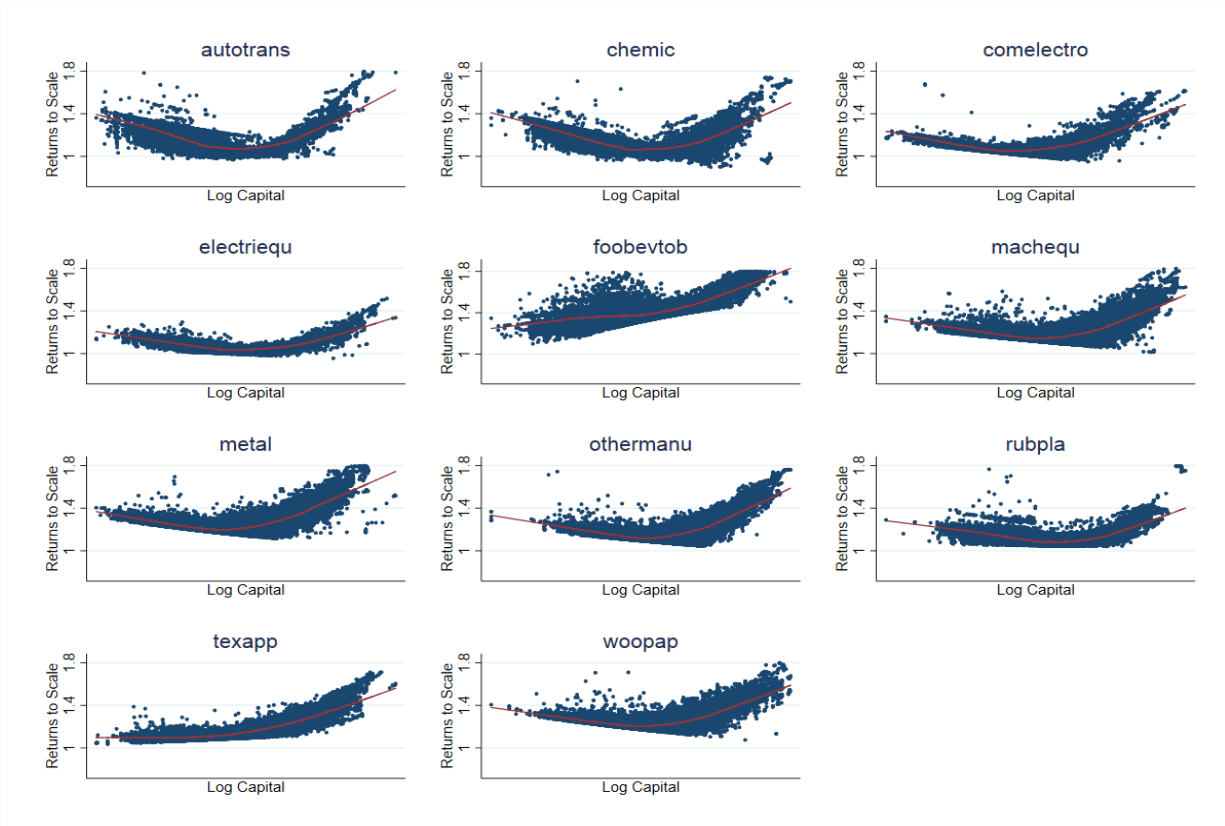 autotrans
1.8
1.4
1
Returns to Scale
Log Capital
chemic
1.8
1.4
1
Returns to Scale
Log Capital
comelectro
1.8
1.4
1
Returns to Scale
Log Capital
electriequ
1.8
1.4
1
Returns to Scale
Log Capital
foobevtob
1.8
1.4
1
Returns to Scale
Log Capital
machequ
1.8
1.4
1
Returns to Scale
Log Capital
metal
1.8
1.4
1
Returns to Scale
Log Capital
othermanu
1.8
1.4
1
Returns to Scale
Log Capital
rubpla
1.8
1.4
1
Returns to Scale
Log Capital
texapp
1.8
1.4
1
Returns to Scale
Log Capital
woopap
1.8
1.4
1
Returns to Scale
Log Capital